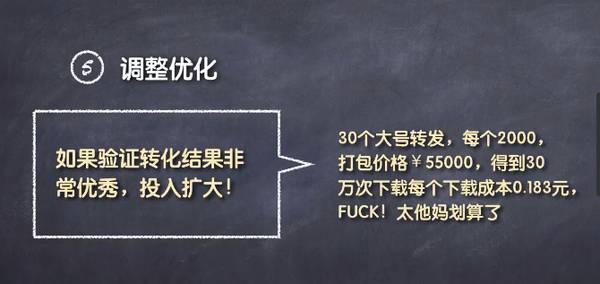 5 调整优化
如果验证转化结果非
常优秀，投入扩大！
30个大号转发，每个2000，
打包价格￥55000，得到30
万次下载每个下载成本0.183元，
FUCK！太他妈划算了